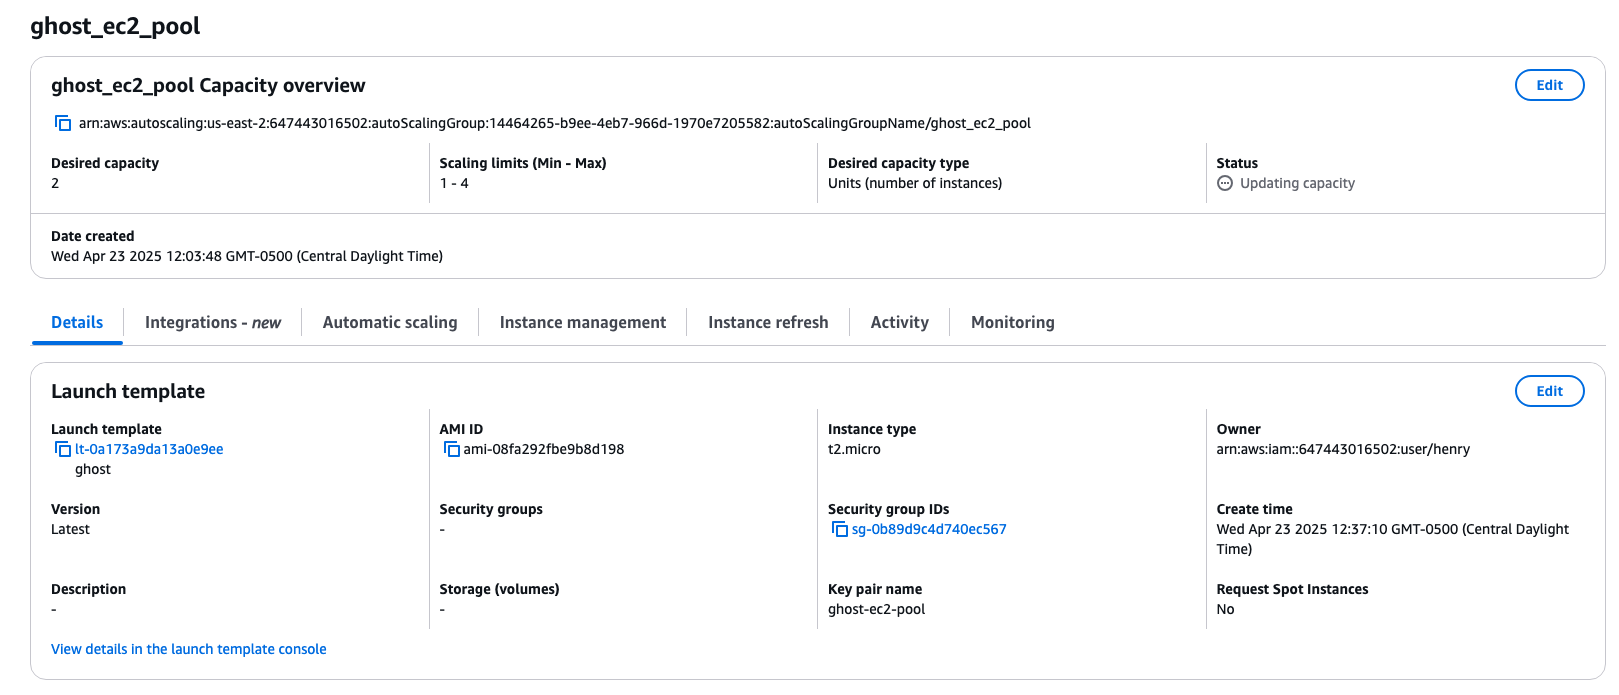 ghost_ec2_pool
ghost_ec2_pool Capacity overview
Edit
arn:aws:autoscaling:us-east-2:647443016502:autoScalingGroup:14464265-b9ee-4eb7-966d-1970e7205582:autoScalingGroupName/ghost_ec2_pool
Desired capacity
2
Scaling limits (Min - Max)
1 - 4
Desired capacity type
Units (number of instances)
Status
Updating capacity
Date created
Wed Apr 23 2025 12:03:48 GMT-0500 (Central Daylight Time)
Details
Integrations - new
Automatic scaling
Instance management
Instance refresh
Activity
Monitoring
Launch template
Edit
Launch template
lt-0a173a9da13a0e9ee
ghost
AMI ID
ami-08fa292fbe9b8d198
Instance type
t2.micro
Owner
arn:aws:iam::647443016502:user/henry
Version
Latest
Security groups
-
Security group IDs
sg-0b89d9c4d740ec567
Create time
Wed Apr 23 2025 12:37:10 GMT-0500 (Central Daylight
Time)
Description
-
Storage (volumes)
-
Key pair name
ghost-ec2-pool
Request Spot Instances
No
View details in the launch template console